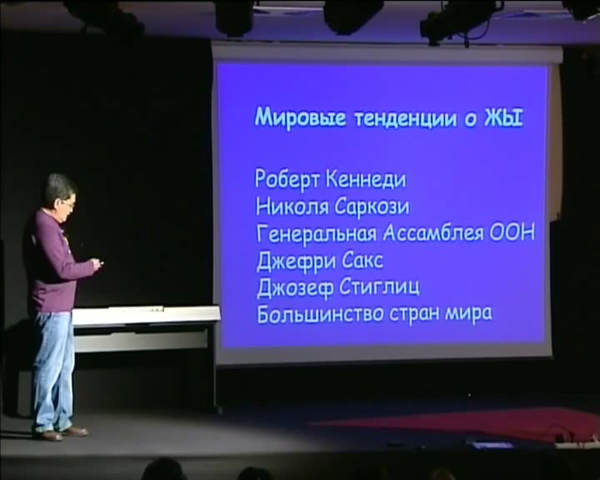 Мировые тенденции о ЖЫ
Роберт Кеннеди
Николя Саркози
Генеральная Ассамблея ООН
Джефри Сакс
Джозеф Стиглиц
Большинство стран мира